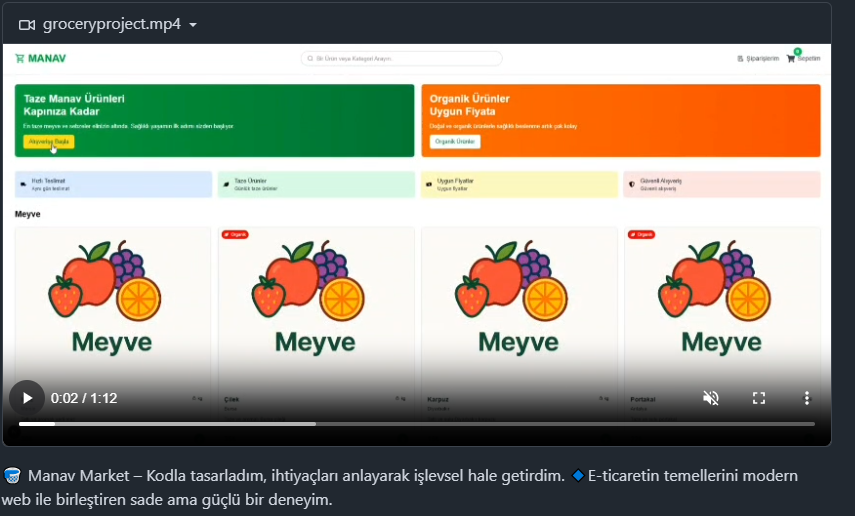 groceryproject.mp4
MANAV
Bir Ürün veya Kategori Arayın
Siparişlerim
Sepetim
Taze Manav Ürünleri
Kapınıza Kadar
En taze meyve ve sebzeler elinizin altında. Sağlıklı yaşamın ilk adımı sizden başlıyor
Alışverişe Başla
Organik Ürünler
Uygun Fiyata
Doğal ve organik ürünlerle sağlıklı beslenme artık çok kolay
Organik Ürünler
Hızlı Teslimat
Aynı gün teslimat
Taze Ürünler
Günlük taze ürünler
Uygun Fiyatlar
Uygun fiyatlar
Güvenli Alışveriş
Güvenli alışveriş
Meyve
Organik
Organik
Meyve
Meyve
Meyve
Meyve
Çilek
Karpuz
Portakal
0:02 / 1:12
Manav Market – Kodla tasarladım, ihtiyaçları anlayarak işlevsel hale getirdim. E-ticaretin temellerini modern
web ile birleştiren sade ama güçlü bir deneyim.